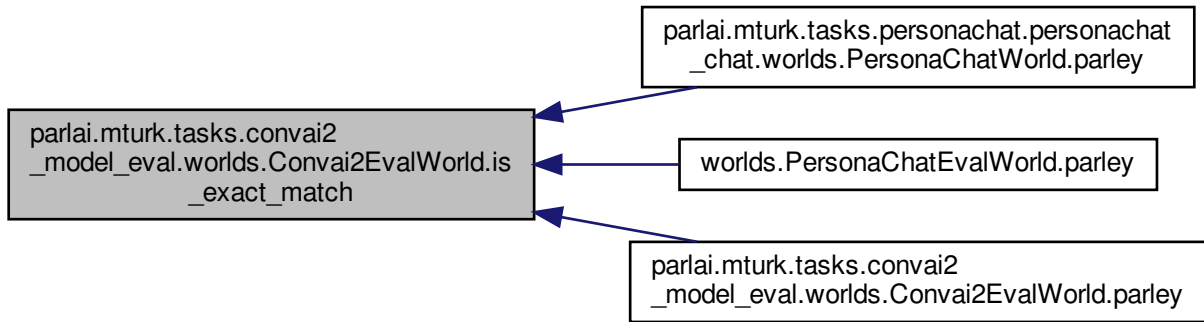 parlai.mturk.tasks.personachat.personachat
_chat.worlds.PersonaChatWorld.parley
parlai.mturk.tasks.convai2
_model_eval.worlds.Convai2EvalWorld.is
_exact_match
worlds.PersonaChatEvalWorld.parley
parlai.mturk.tasks.convai2
_model_eval.worlds.Convai2EvalWorld.parley